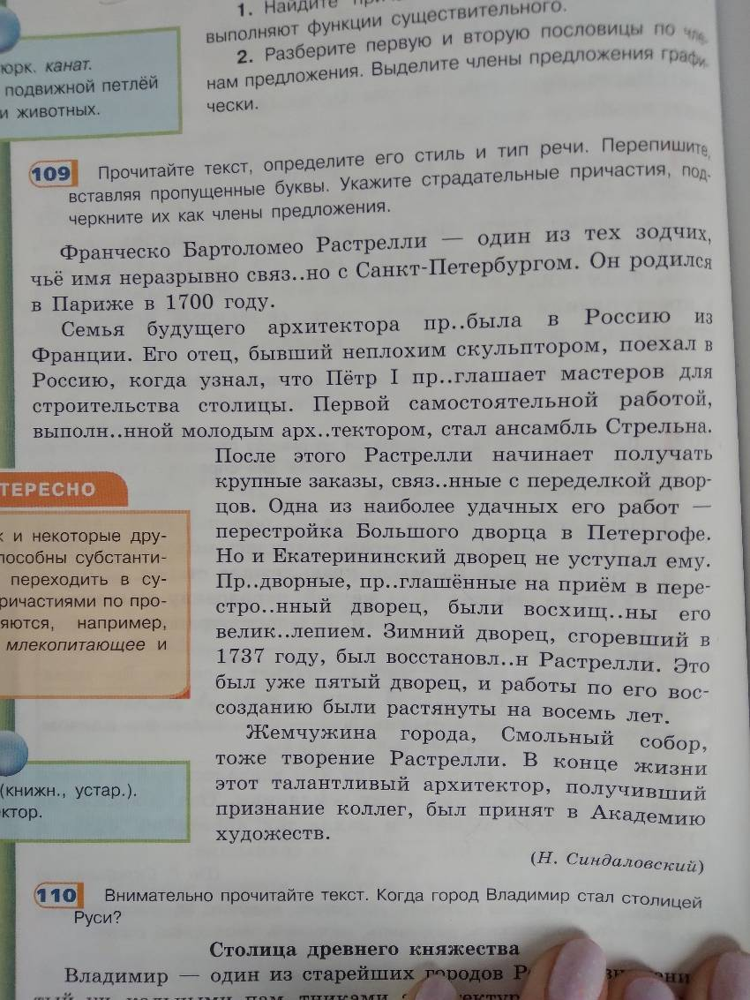 1. Найдите
выполняют функции существительного.
2. Разберите первую и вторую пословицы по чле-
нам предложения. Выделите члены предложения графи-
чески.
юрк. канат.
подвижной петлёй
и животных.
109 Прочитайте текст, определите его стиль и тип речи. Перепишите,
вставляя пропущенные буквы. Укажите страдательные причастия, под-
черкните их как члены предложения.
Франческо Бартоломео Растрелли — один из тех зодчих,
чьё имя неразрывно связ..но с Санкт-Петербургом. Он родился
в Париже в 1700 году.
Семья будущего архитектора пр..была в Россию из
Франции. Его отец, бывший неплохим скульптором, поехал в
Россию, когда узнал, что Пётр I пр..глашает мастеров для
строительства столицы. Первой самостоятельной работой,
выполн..нной молодым арх..тектором, стал ансамбль Стрельна.
После этого Растрелли начинает получать
крупные заказы, связ..нные с переделкой двор-
цов. Одна из наиболее удачных его работ —
перестройка Большого дворца в Петергофе.
Но и Екатерининский дворец не уступал ему.
Пр..дворные, пр..глашённые на приём в пере-
стро..нный дворец, были восхищ..ны его
велик..лепием. Зимний дворец, сгоревший в
1737 году, был восстановл..н Растрелли. Это
был уже пятый дворец, и работы по его вос-
созданию были растянуты на восемь лет.
Жемчужина города, Смольный собор,
тоже творение Растрелли. В конце жизни
этот талантливый архитектор, получивший
признание коллег, был принят в Академию
художеств.
(Н. Синдаловский)
ТЕРЕСНО
к и некоторые дру-
пособны субстанти-
переходить в су-
ричастиями по про-
яются, например,
млекопитающее и
(книжн., устар.).
ктор.
110 Внимательно прочитайте текст. Когда город Владимир стал столицей
Руси?
Столица древнего княжества
Владимир — один из старейших городов